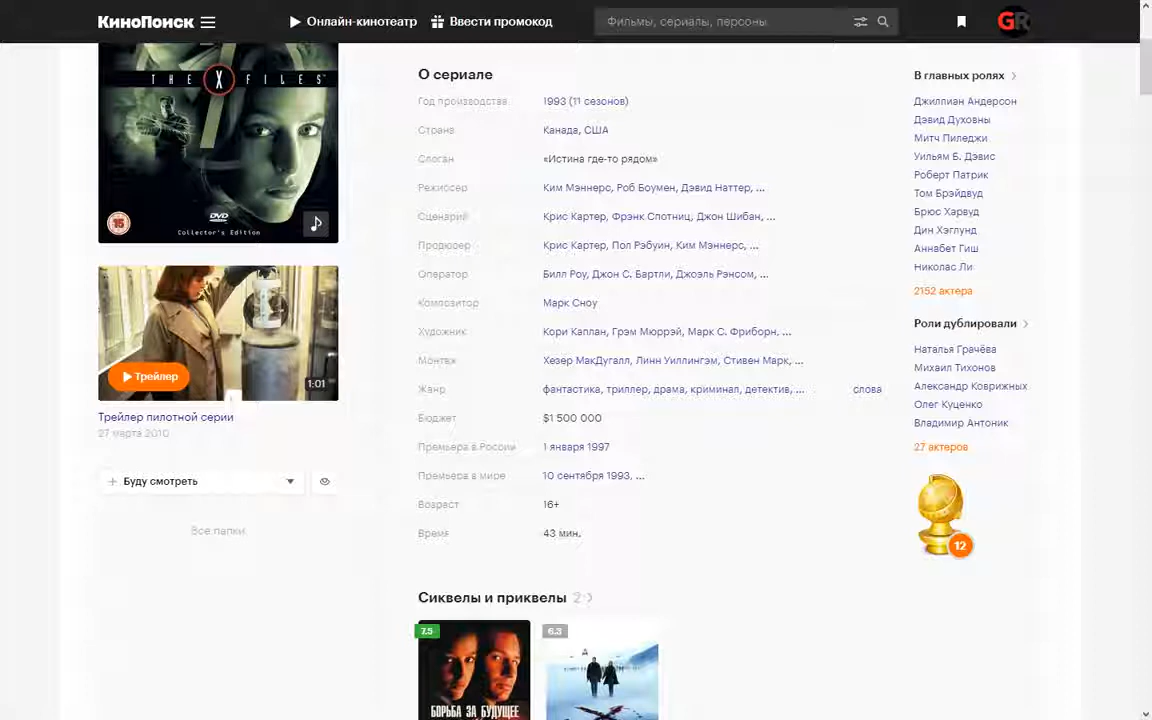 КиноПоиск
Онлайн-кинотеатр
Ввести промокод
Фильмы, сериалы, персоны
GR
THE X FILES
15
DVD
Collector's Edition
Трейлер
1:01
Трейлер пилотной серии
27 марта 2010
Буду смотреть
Все папки
О сериале
Год производства 1993 (11 сезонов)
Страна Канада, США
Слоган «Истина где-то рядом»
Режиссер Ким Мэннерс, Роб Боумен, Дэвид Наттер, ...
Сценарий Крис Картер, Фрэнк Спотниц, Джон Шибан, ...
Продюсер Крис Картер, Пол Рэбуин, Ким Мэннерс, ...
Оператор Билл Роу, Джон С. Бартли, Джоэль Рэнсом, ...
Композитор Марк Сноу
Художник Кори Каплан, Грэм Мюррэй, Марк С. Фриборн, ...
Монтаж Хезер МакДугалл, Линн Уиллингэм, Стивен Марк, ...
Жанр фантастика, триллер, драма, криминал, детектив, ... слова
Бюджет $1 500 000
Премьера в России 1 января 1997
Премьера в мире 10 сентября 1993, ...
Возраст 16+
Время 43 мин.
Сиквелы и приквелы 2
7.5
БОРЬБА ЗА БУДУЩЕЕ
6.3
В главных ролях
Джиллиан Андерсон
Дэвид Духовны
Митч Пиледжи
Уильям Б. Дэвис
Роберт Патрик
Том Брэйдвуд
Брюс Харвуд
Дин Хэглунд
Аннабет Гиш
Николас Ли
2152 актера
Роли дублировали
Наталья Грачёва
Михаил Тихонов
Александр Коврижных
Олег Куценко
Владимир Антоник
27 актеров
12